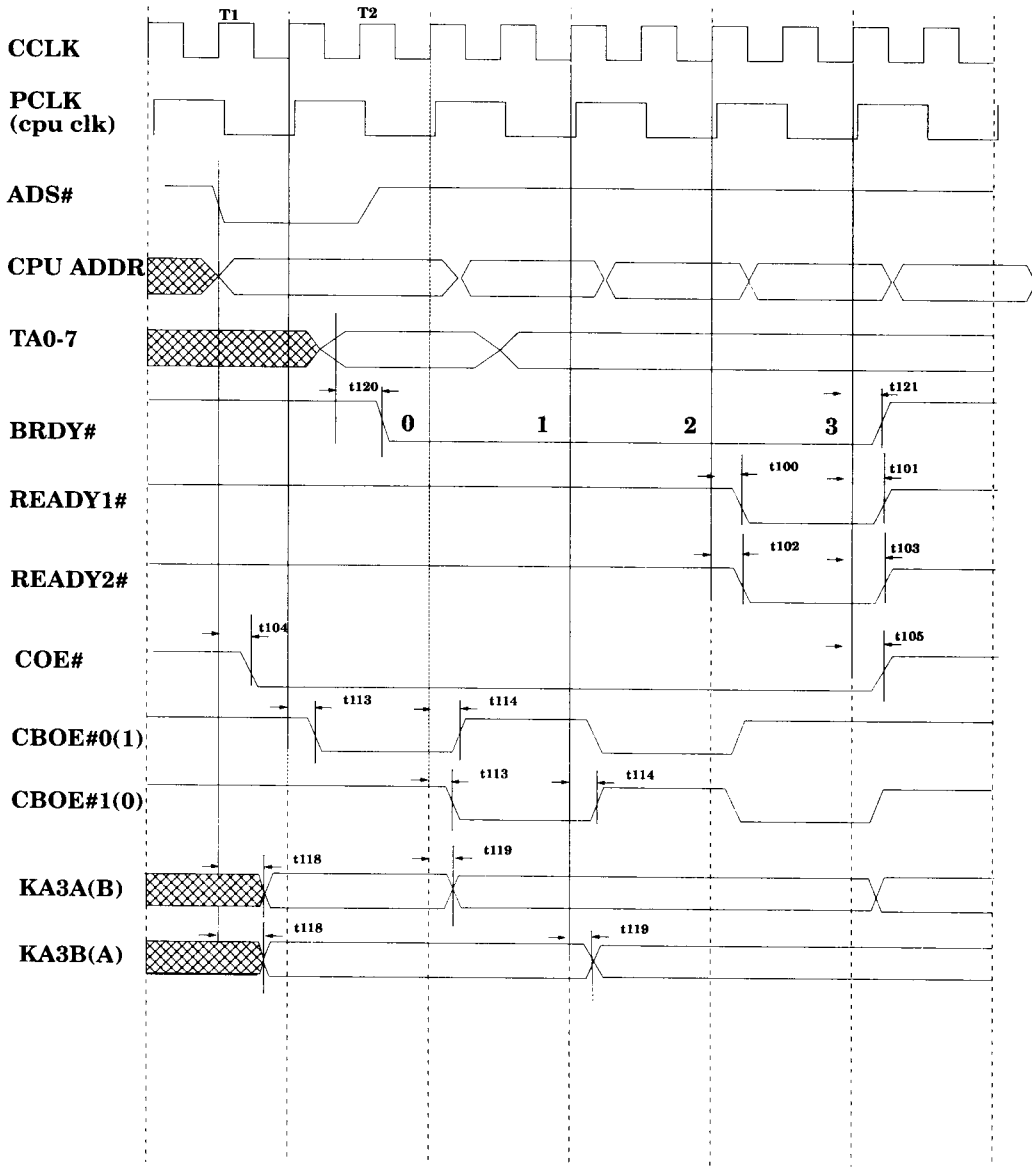 T1 T2
CCLK
PCLK
(cpu clk)
ADS#
CPU ADDR
TA0-7
t120 t121
BRDY# 0 1 2 3
t100 t101
READY1#
t102 t103
READY2#
t104 t105
COE#
t113 t114
CBOE#0(1)
t113 t114
CBOE#1(0)
t118 t119
KA3A(B)
t118 t119
KA3B(A)